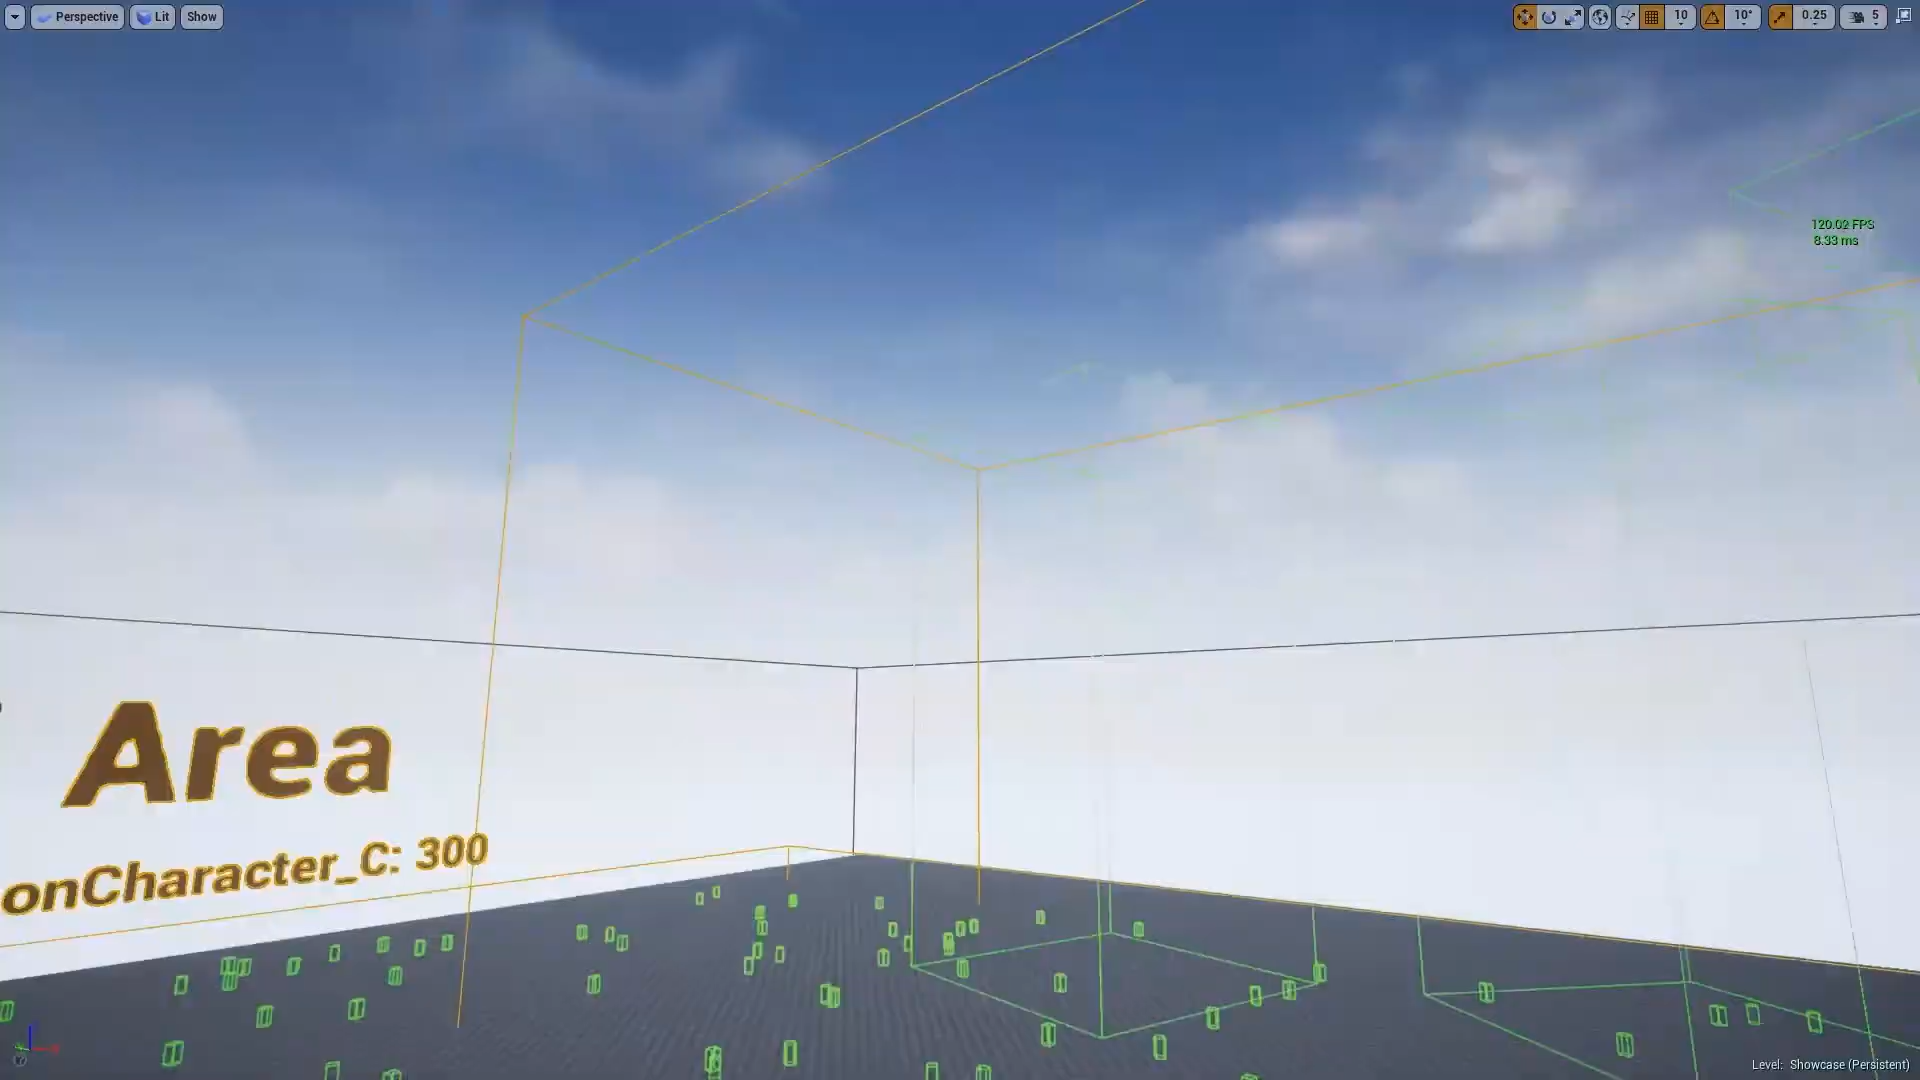 Perspective
Lit
Show
10
10°
0.25
5
120.02 FPS
8.33 ms
Area
onCharacter_C: 300
Level: Showcase (Persistent)